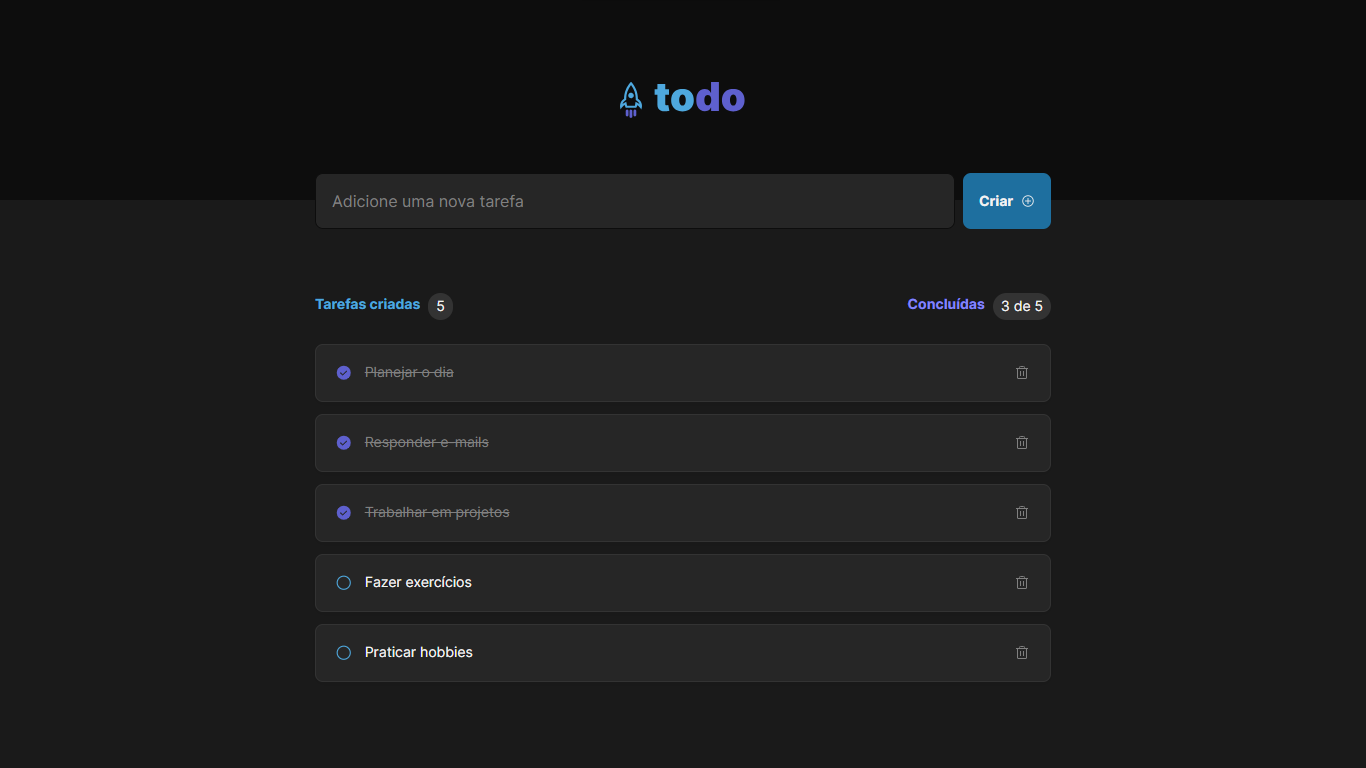 todo
Adicione uma nova tarefa
Criar
Tarefas criadas 5
Concluídas 3 de 5
Planejar o dia
Responder e-mails
Trabalhar em projetos
Fazer exercícios
Praticar hobbies